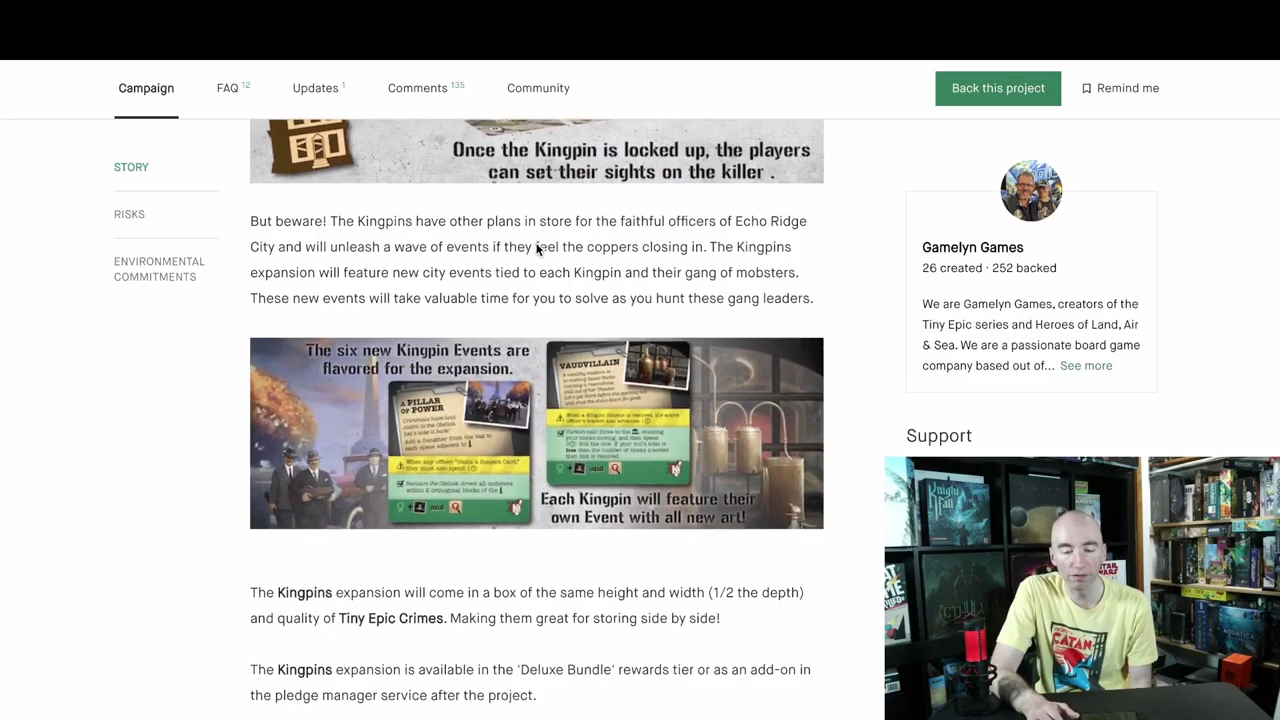 Campaign
FAQ 12
Updates 1
Comments 135
Community
Back this project
Remind me
STORY
RISKS
ENVIRONMENTAL
COMMITMENTS
Once the Kingpin is locked up, the players
can set their sights on the killer .
But beware! The Kingpins have other plans in store for the faithful officers of Echo Ridge
City and will unleash a wave of events if they feel the coppers closing in. The Kingpins
expansion will feature new city events tied to each Kingpin and their gang of mobsters.
These new events will take valuable time for you to solve as you hunt these gang leaders.
The six new Kingpin Events are
flavored for the expansion.
A PILLAR
OF POWER
VAUDVILLAIN
Each Kingpin will feature their
own Event with all new art!
The Kingpins expansion will come in a box of the same height and width (1/2 the depth)
and quality of Tiny Epic Crimes. Making them great for storing side by side!
The Kingpins expansion is available in the 'Deluxe Bundle' rewards tier or as an add-on in
the pledge manager service after the project.
Gamelyn Games
26 created · 252 backed
We are Gamelyn Games, creators of the
Tiny Epic series and Heroes of Land, Air
& Sea. We are a passionate board game
company based out of... See more
Support
CATAN
STAR
WARS
AQUATICA
CTHULHU